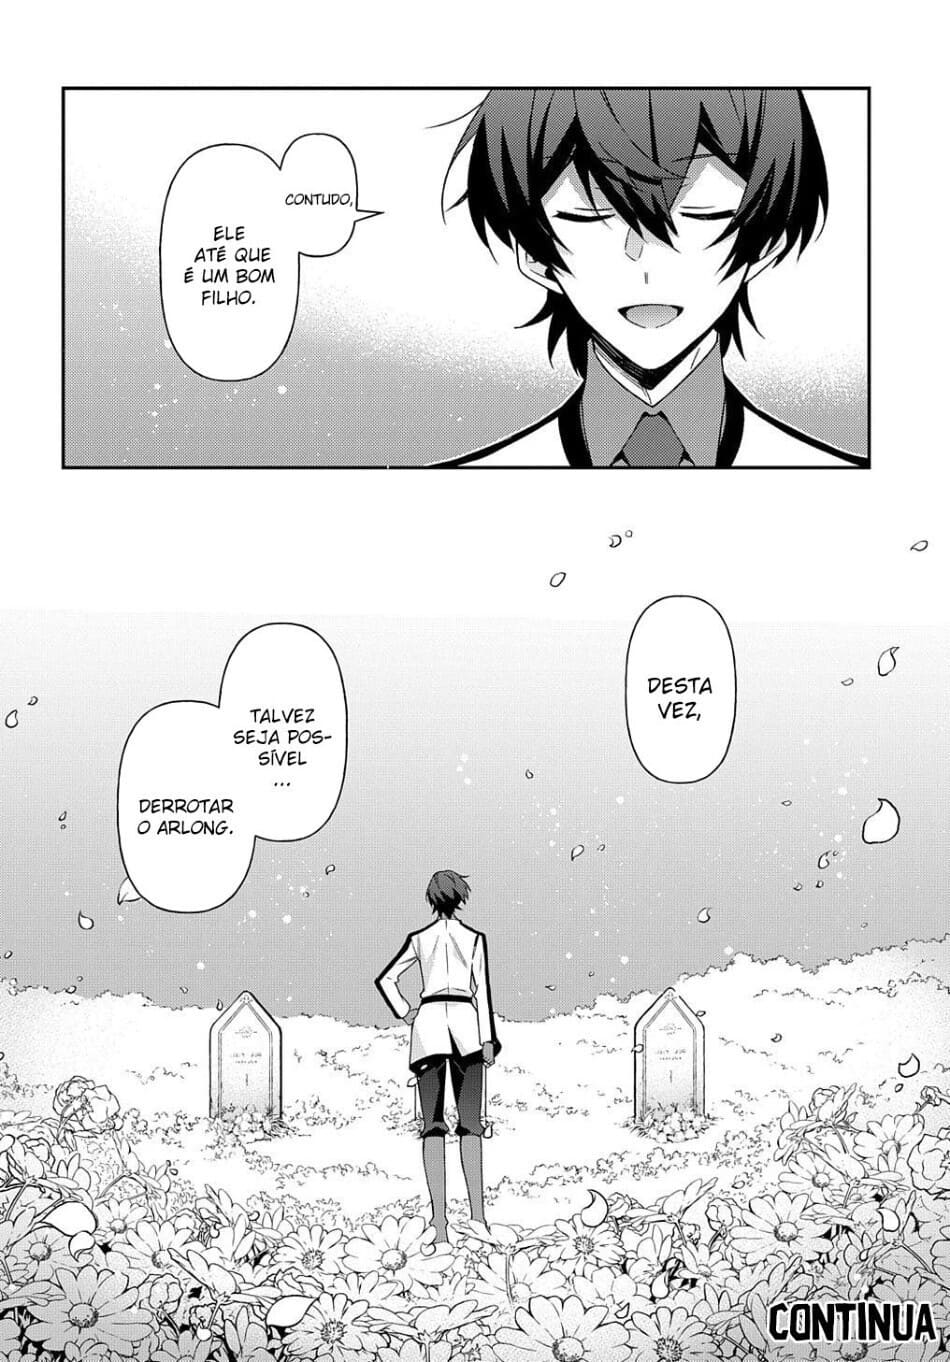 CONTUDO,
ELE
ATÉ QUE
É UM BOM
FILHO.
DESTA
VEZ,
TALVEZ
SEJA POS-
SÍVEL
...
DERROTAR
O ARLONG.
CONTINUA